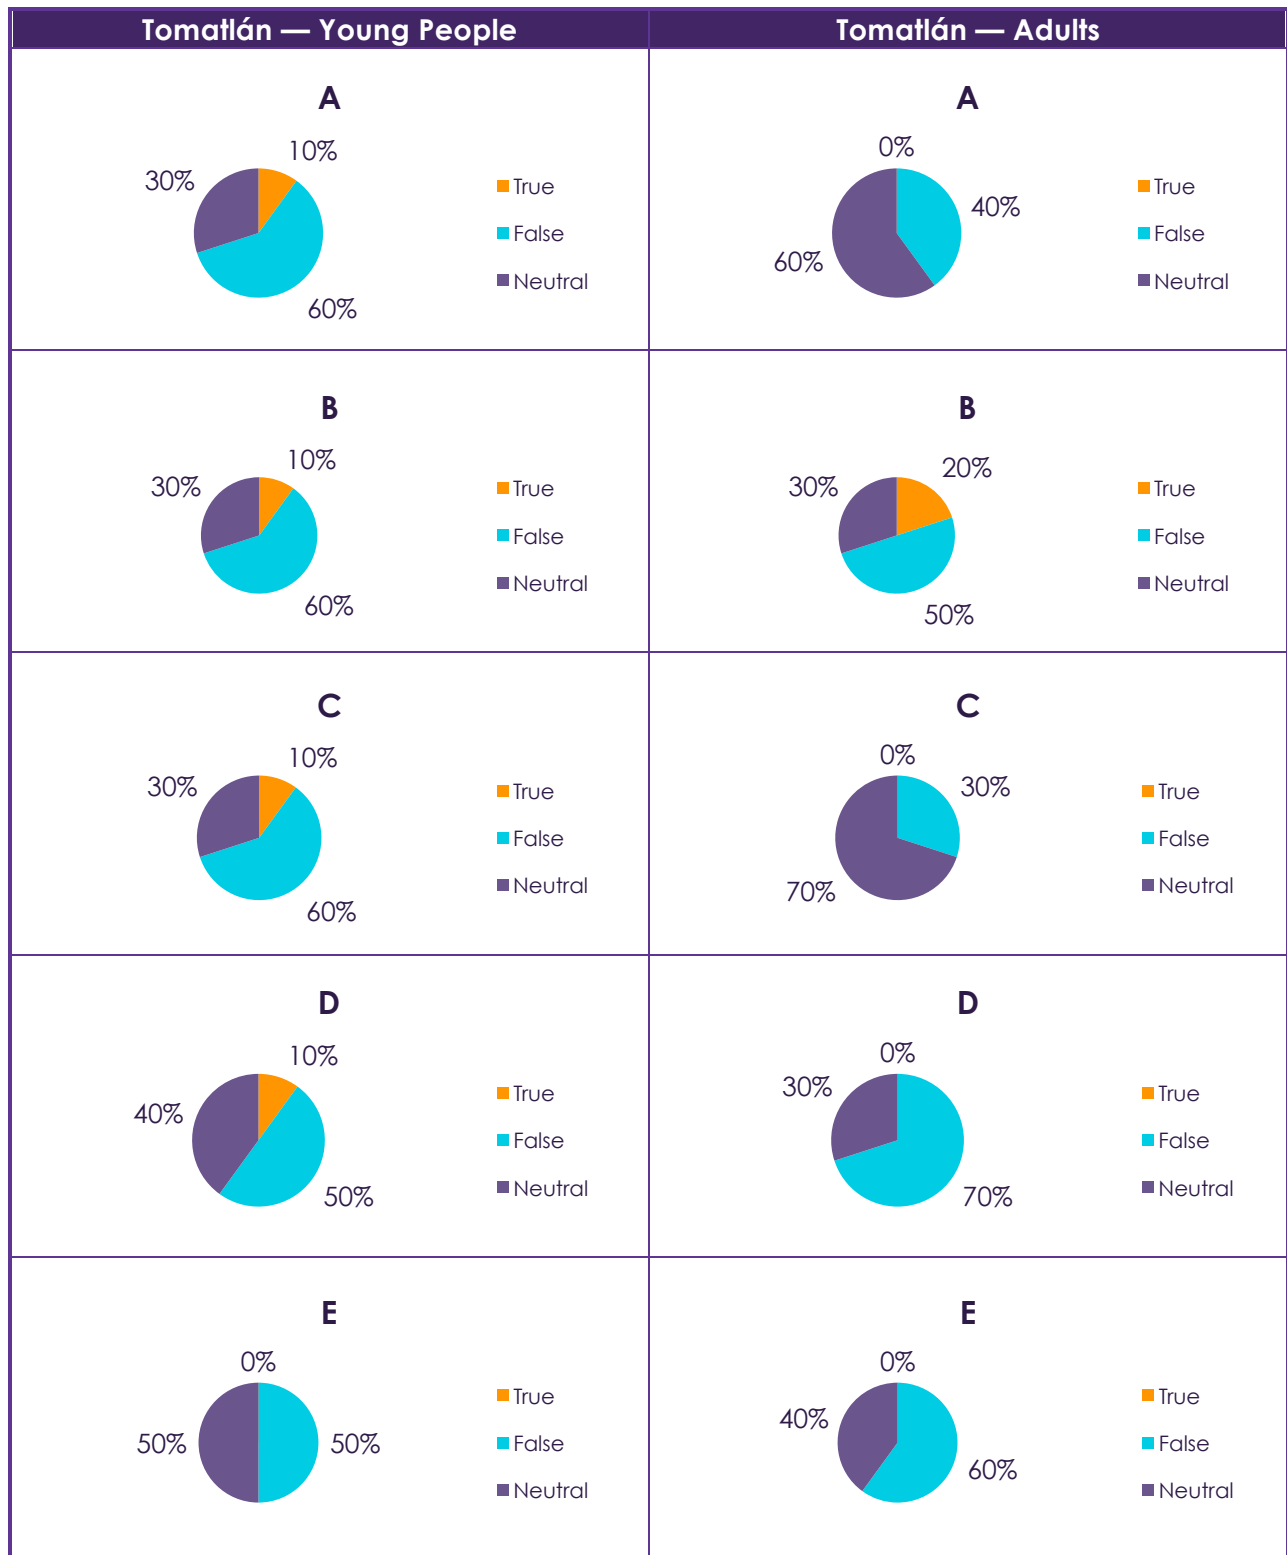 Tomatlán — Young People
Tomatlán — Adults
A
10%
30%
60%
True
False
Neutral
A
0%
40%
60%
True
False
Neutral
B
10%
30%
60%
True
False
Neutral
B
20%
30%
50%
True
False
Neutral
C
10%
30%
60%
True
False
Neutral
C
0%
30%
70%
True
False
Neutral
D
10%
40%
50%
True
False
Neutral
D
0%
30%
70%
True
False
Neutral
E
0%
50%
50%
True
False
Neutral
E
0%
40%
60%
True
False
Neutral